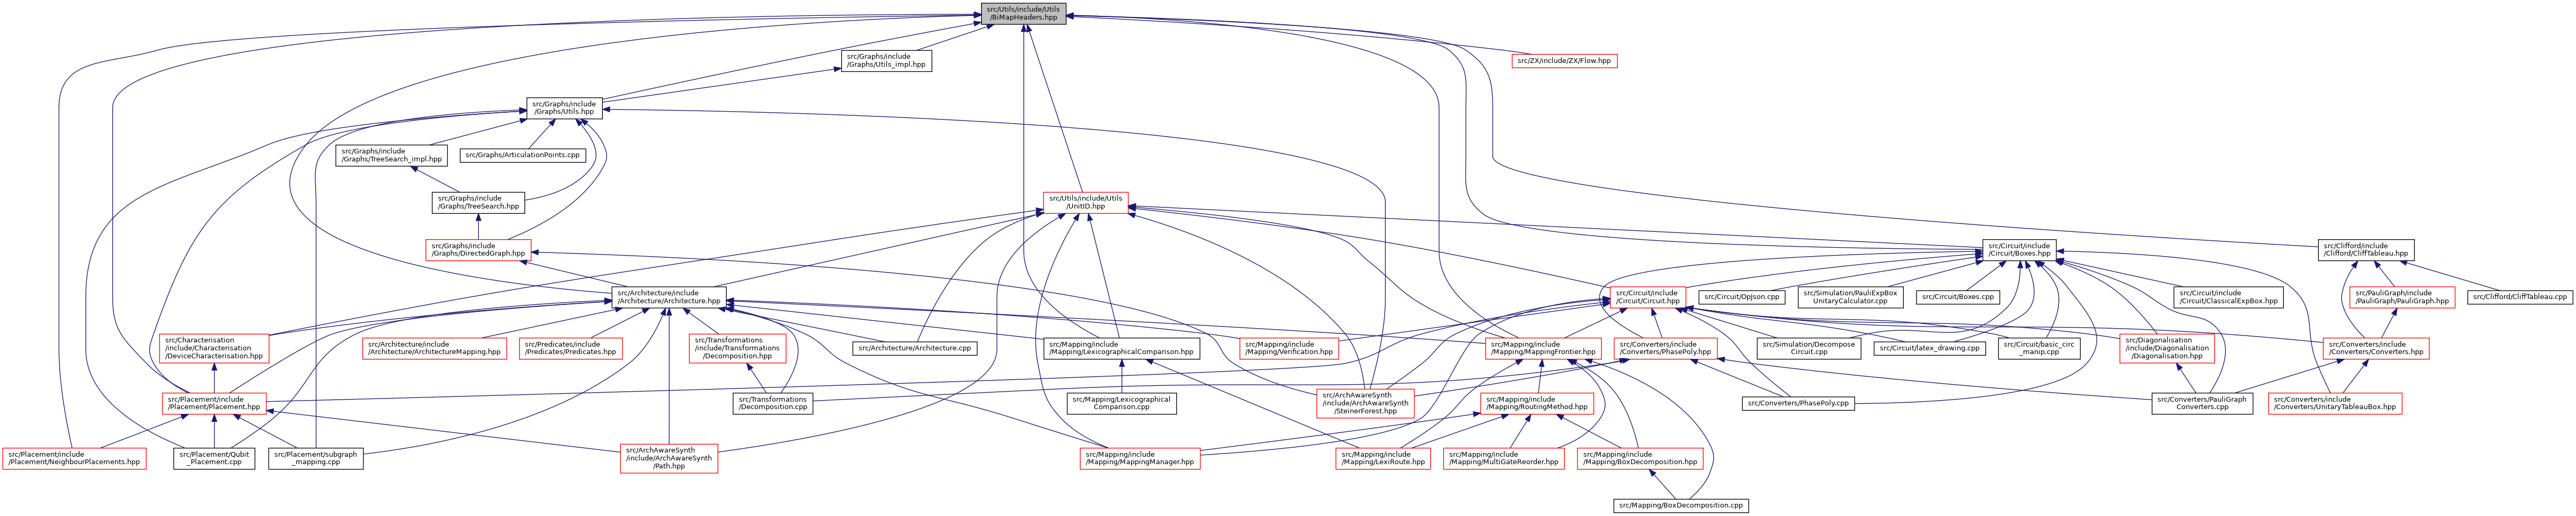 src/Utils/include/Utils
/BiMapHeaders.hpp
src/Graphs/include
/Graphs/Utils_impl.hpp
src/ZX/include/ZX/Flow.hpp
src/Graphs/include
/Graphs/Utils.hpp
src/Graphs/include
/Graphs/TreeSearch_impl.hpp
src/Graphs/ArticulationPoints.cpp
src/Graphs/include
/Graphs/TreeSearch.hpp
src/Utils/include/Utils
/UnitID.hpp
src/Graphs/include
/Graphs/DirectedGraph.hpp
src/Circuit/include
/Circuit/Boxes.hpp
src/Clifford/include
/Clifford/CliffTableau.hpp
src/Architecture/include
/Architecture/Architecture.hpp
src/Circuit/include
/Circuit/Circuit.hpp
src/Circuit/OpJson.cpp
src/Simulation/PauliExpBox
UnitaryCalculator.cpp
src/Circuit/Boxes.cpp
src/Circuit/include
/Circuit/ClassicalExpBox.hpp
src/PauliGraph/include
/PauliGraph/PauliGraph.hpp
src/Clifford/CliffTableau.cpp
src/Characterisation
/include/Characterisation
/DeviceCharacterisation.hpp
src/Architecture/include
/Architecture/ArchitectureMapping.hpp
src/Predicates/include
/Predicates/Predicates.hpp
src/Transformations
/include/Transformations
/Decomposition.hpp
src/Architecture/Architecture.cpp
src/Mapping/include
/Mapping/LexicographicalComparison.hpp
src/Mapping/include
/Mapping/Verification.hpp
src/Mapping/include
/Mapping/MappingFrontier.hpp
src/Converters/include
/Converters/PhasePoly.hpp
src/Simulation/Decompose
Circuit.cpp
src/Circuit/latex_drawing.cpp
src/Circuit/basic_circ
_manip.cpp
src/Diagonalisation
/include/Diagonalisation
/Diagonalisation.hpp
src/Converters/include
/Converters/Converters.hpp
src/Placement/include
/Placement/Placement.hpp
src/Transformations
/Decomposition.cpp
src/Mapping/Lexicographical
Comparison.cpp
src/ArchAwareSynth
/include/ArchAwareSynth
/SteinerForest.hpp
src/Mapping/include
/Mapping/RoutingMethod.hpp
src/Converters/PhasePoly.cpp
src/Converters/PauliGraph
Converters.cpp
src/Converters/include
/Converters/UnitaryTableauBox.hpp
src/Placement/include
/Placement/NeighbourPlacements.hpp
src/Placement/Qubit
_Placement.cpp
src/Placement/subgraph
_mapping.cpp
src/ArchAwareSynth
/include/ArchAwareSynth
/Path.hpp
src/Mapping/include
/Mapping/MappingManager.hpp
src/Mapping/include
/Mapping/LexiRoute.hpp
src/Mapping/include
/Mapping/MultiGateReorder.hpp
src/Mapping/include
/Mapping/BoxDecomposition.hpp
src/Mapping/BoxDecomposition.cpp